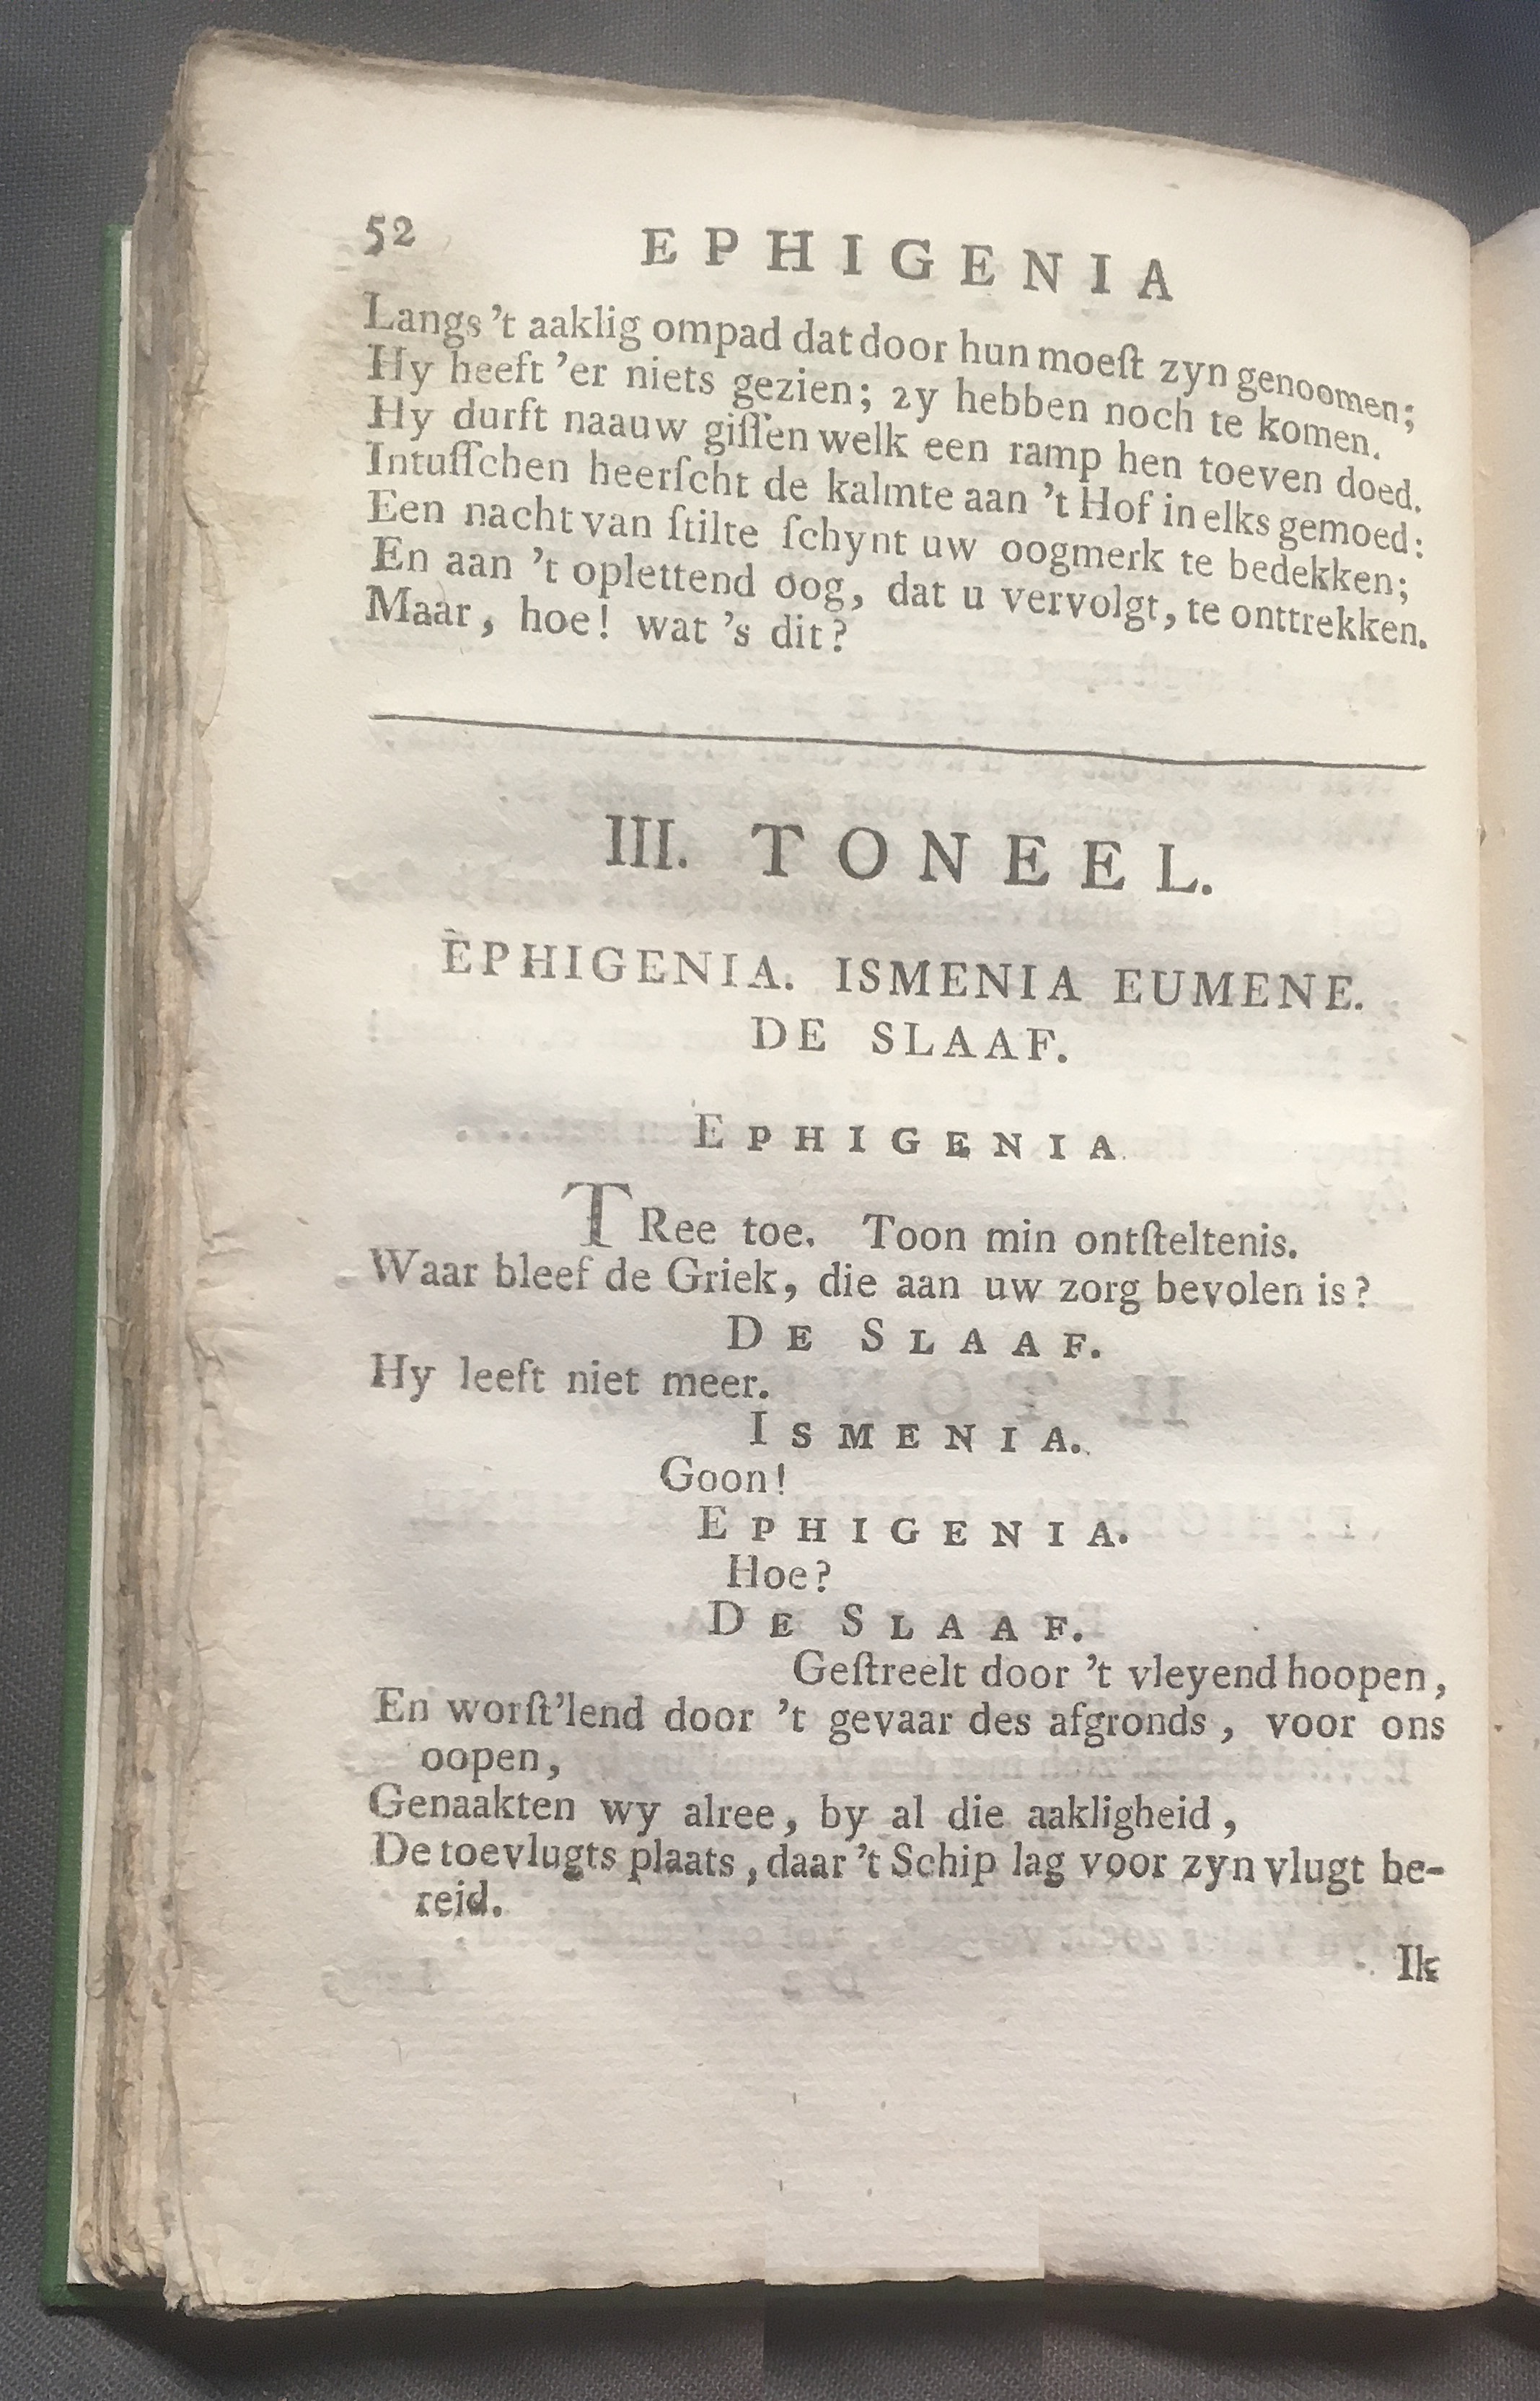 52 EPHIGENIA
Langs 't aaklig ompad dat door hun moeſt zyn genoomen;
Hy heeft 'er niets gezien; zy hebben noch te komen.
Hy durft naauw giſſen welk een ramp hen toeven doed.
Intuſſchen heerſcht de kalmte aan 't Hof in elks gemoed:
Een nacht van ſtilte ſchynt uw oogmerk te bedekken;
En aan 't oplettend oog, dat u vervolgt, te onttrekken.
Maar, hoe! wat 's dit?
III. TONEEL.
EPHIGENIA. ISMENIA EUMENE.
DE SLAAF.
EPHIGENIA
TRee toe. Toon min ontſteltenis.
Waar bleef de Griek, die aan uw zorg bevolen is?
DE SLAAF.
Hy leeft niet meer.
ISMENIA.
Goon!
EPHIGENIA.
Hoe?
DE SLAAF.
Geſtreelt door 't vleyend hoopen,
En worſt'lend door 't gevaar des afgronds, voor ons
oopen,
Genaakten wy alree, by al die aakligheid,
De toevlugts plaats, daar 't Schip lag voor zyn vlugt be-
reid.
Ik